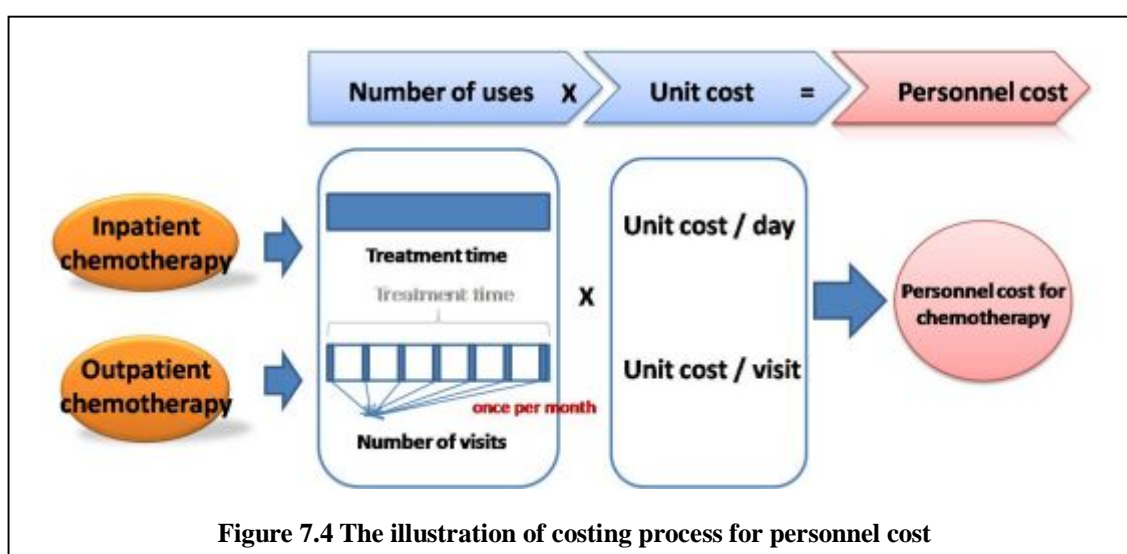 Number of uses X Unit cost = Personnel cost
Inpatient
chemotherapy
Treatment time
Unit cost / day
Treatment time
X
Personnel cost for
chemotherapy
Outpatient
chemotherapy
once per month
Number of visits
Unit cost / visit
Figure 7.4 The illustration of costing process for personnel cost